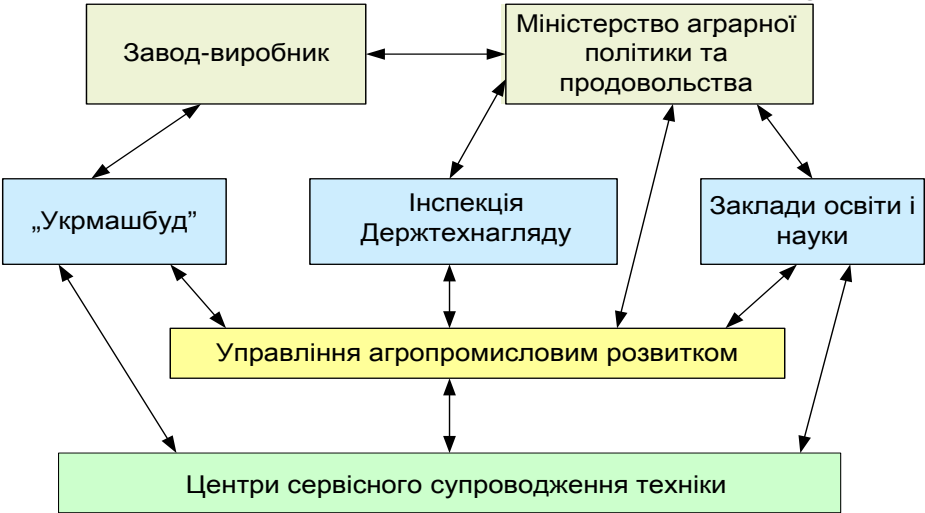 Завод-виробник
Міністерство аграрної
політики та
продовольства
„Укрмашбуд”
Інспекція
Держтехнагляду
Заклади освіти і
науки
Управління агропромисловим розвитком
Центри сервісного супроводження техніки